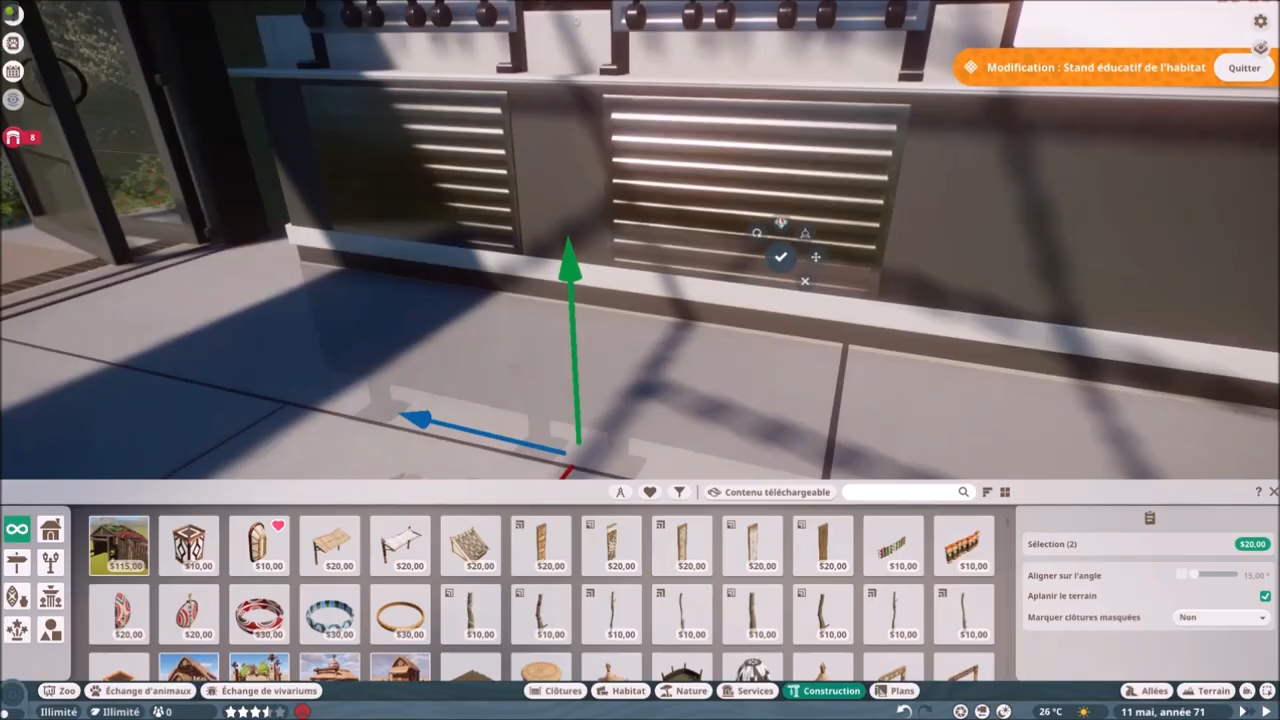 Modification : Stand éducatif de l'habitat
Quitter
8
Contenu téléchargeable
?
$115,00
$10,00
$10,00
$20,00
$20,00
$20,00
$20,00
$20,00
$20,00
$20,00
$20,00
$10,00
$10,00
Sélection (2)
$20,00
Aligner sur l'angle
15,00 °
Aplanir le terrain
Marquer clôtures masquées
Non
$20,00
$20,00
$30,00
$30,00
$30,00
$10,00
$10,00
$10,00
$10,00
$10,00
$10,00
$10,00
$10,00
Zoo
Échange d'animaux
Échange de vivariums
Clôtures
Habitat
Nature
Services
Construction
Plans
Allées
Terrain
Illimité
Illimité
0
26 °C
11 mai, année 71